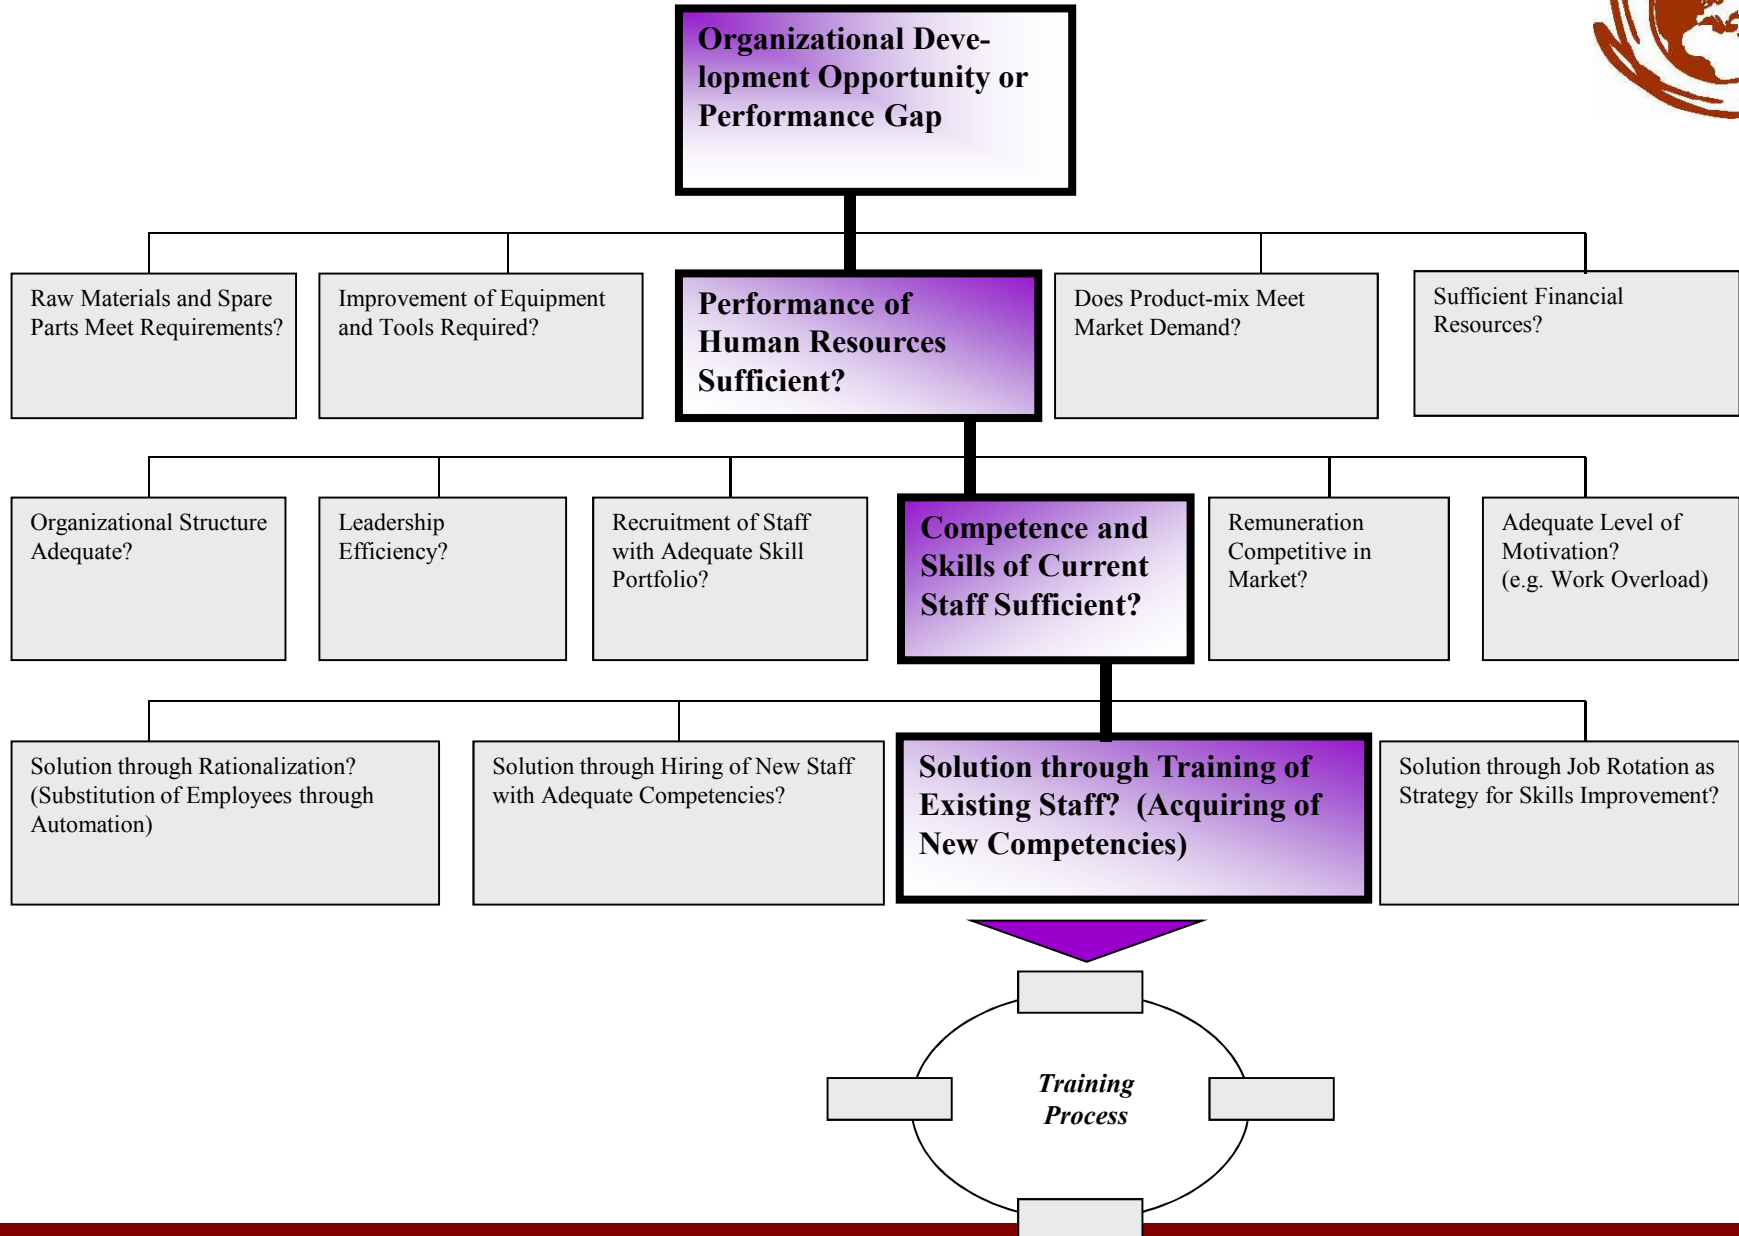 Organizational Deve-
lopment Opportunity or
Performance Gap
Raw Materials and Spare
Parts Meet Requirements?
Improvement of Equipment
and Tools Required?
Performance of
Human Resources
Sufficient?
Does Product-mix Meet
Market Demand?
Sufficient Financial
Resources?
Organizational Structure
Adequate?
Leadership
Efficiency?
Recruitment of Staff
with Adequate Skill
Portfolio?
Competence and
Skills of Current
Staff Sufficient?
Remuneration
Competitive in
Market?
Adequate Level of
Motivation?
(e.g. Work Overload)
Solution through Rationalization?
(Substitution of Employees through
Automation)
Solution through Hiring of New Staff
with Adequate Competencies?
Solution through Training of
Existing Staff?  (Acquiring of
New Competencies)
Solution through Job Rotation as
Strategy for Skills Improvement?
Training
Process